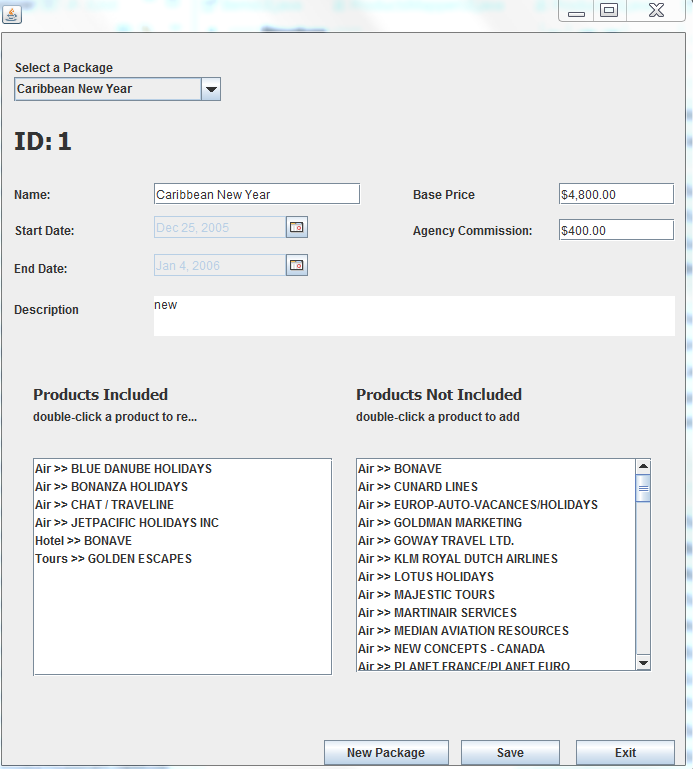 Select a Package
Caribbean New Year
ID: 1
Name: Caribbean New Year Base Price $4,800.00
Start Date: Dec 25, 2005 Agency Commission: $400.00
End Date: Jan 4, 2006
Description new
Products Included Products Not Included
double-click a product to re... double-click a product to add
Air >> BLUE DANUBE HOLIDAYS
Air >> BONANZA HOLIDAYS
Air >> CHAT / TRAVELINE
Air >> JETPACIFIC HOLIDAYS INC
Hotel >> BONAVE
Tours >> GOLDEN ESCAPES
Air >> BONAVE
Air >> CUNARD LINES
Air >> EUROP-AUTO-VACANCES/HOLIDAYS
Air >> GOLDMAN MARKETING
Air >> GOWAY TRAVEL LTD.
Air >> KLM ROYAL DUTCH AIRLINES
Air >> LOTUS HOLIDAYS
Air >> MAJESTIC TOURS
Air >> MARTINAIR SERVICES
Air >> MEDIAN AVIATION RESOURCES
Air >> NEW CONCEPTS - CANADA
Air >> PLANET FRANCE/PLANET EURO
New Package Save Exit